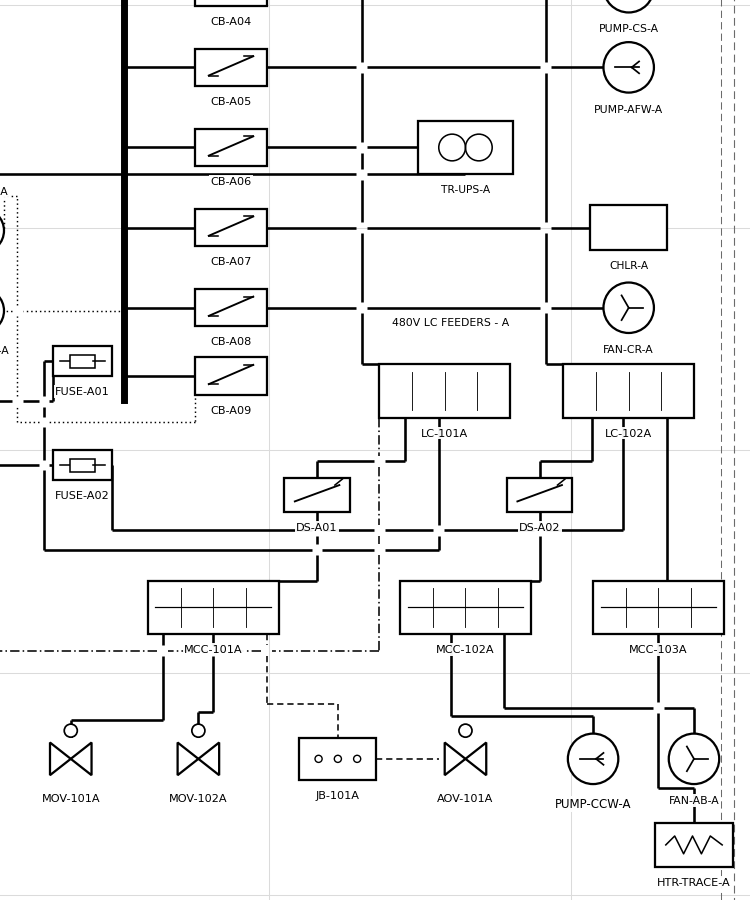 CB-A04
PUMP-CS-A
CB-A05
PUMP-AFW-A
CB-A06
TR-UPS-A
A
CB-A07
CHLR-A
480V LC FEEDERS - A
CB-A08
FAN-CR-A
-A
FUSE-A01
CB-A09
LC-101A
LC-102A
FUSE-A02
DS-A01
DS-A02
MCC-101A
MCC-102A
MCC-103A
MOV-101A
MOV-102A
JB-101A
AOV-101A
PUMP-CCW-A
FAN-AB-A
HTR-TRACE-A